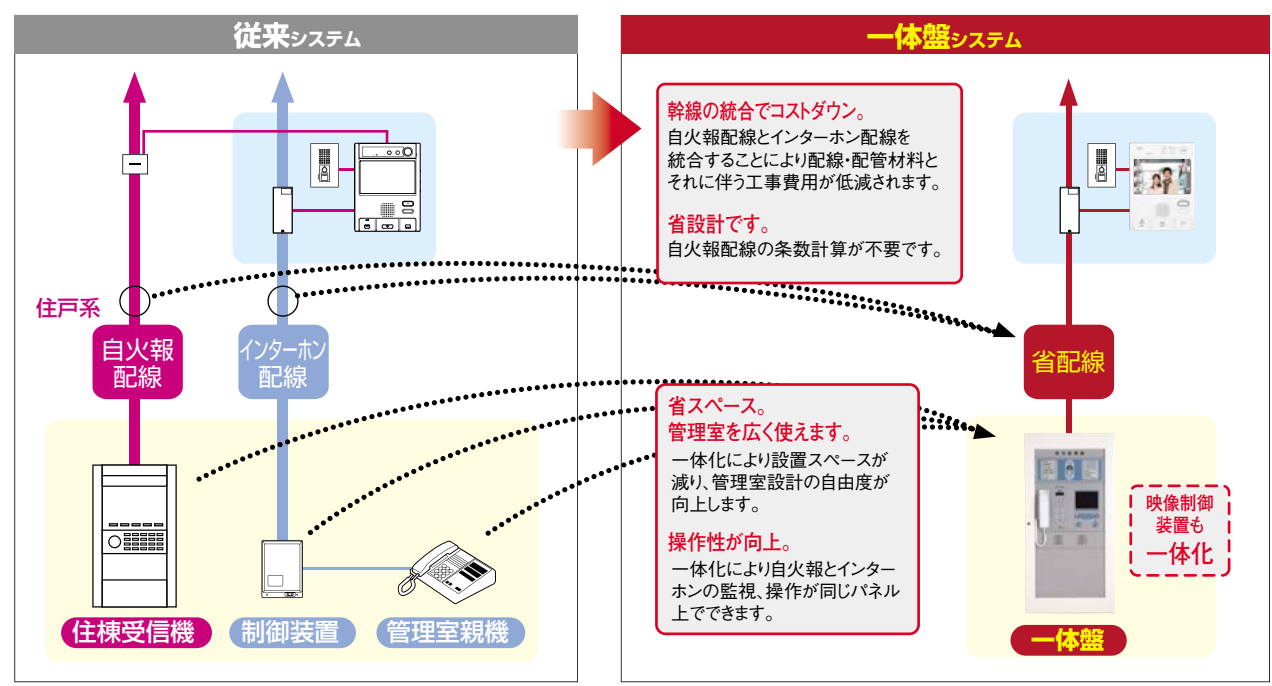 従来システム
住戸系
自火報
配線
インターホン
配線
住棟受信機
制御装置
管理室親機
一体盤システム
幹線の統合でコストダウン。
自火報配線とインターホン配線を
統合することにより配線・配管材料と
それに伴う工事費用が低減されます。
省設計です。
自火報配線の条数計算が不要です。
省スペース。
管理室を広く使えます。
一体化により設置スペースが
減り、管理室設計の自由度が
向上します。
操作性が向上。
一体化により自火報とインター
ホンの監視、操作が同じパネル
上でできます。
省配線
映像制御
装置も
一体化
一体盤